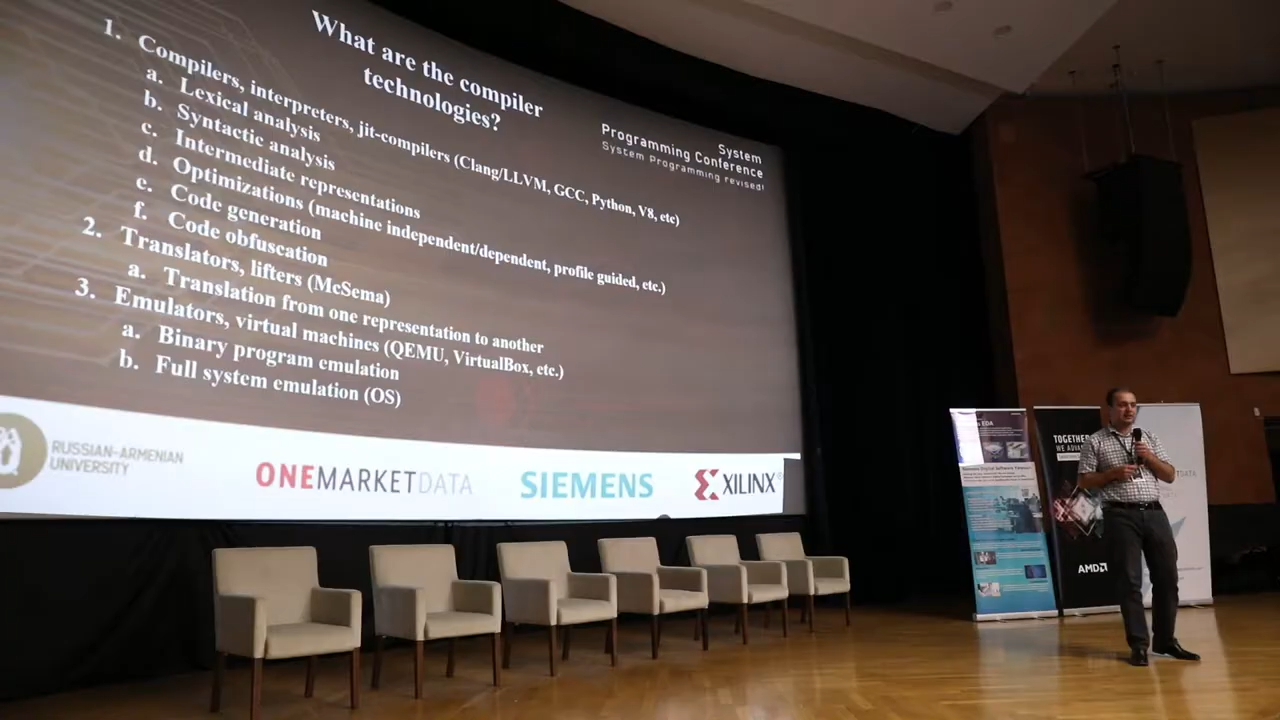 What are the compiler
technologies?
System
Programming Conference
System Programming revised!
1. Compilers, interpreters, jit-compilers (Clang/LLVM, GCC, Python, V8, etc)
a. Lexical analysis
b. Syntactic analysis
c. Intermediate representations
d. Optimizations (machine independent/dependent, profile guided, etc.)
e. Code generation
f. Code obfuscation
2. Translators, lifters (McSema)
a. Translation from one representation to another
3. Emulators, virtual machines (QEMU, VirtualBox, etc.)
a. Binary program emulation
b. Full system emulation (OS)
RUSSIAN-ARMENIAN
UNIVERSITY
ONEMARKETDATA
SIEMENS
XILINX
EDA
TOGETHER
WE ADVA
AMD